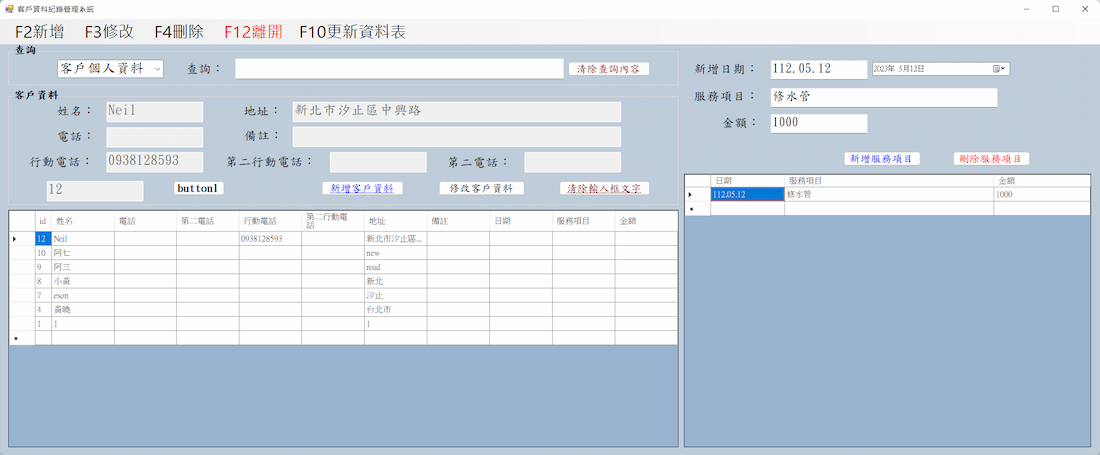 客戶資料紀錄管理系統
F2新增 F3修改 F4刪除 F12離開 F10更新資料表
查詢
客戶個人資料 查詢： 清除查詢內容
客戶資料
姓名： Neil 地址： 新北市汐止區中興路
電話： 備註：
行動電話： 0938128593 第二行動電話： 第二電話：
12 button1 新增客戶資料 修改客戶資料 清除輸入框文字
id 姓名 電話 第二電話 行動電話 第二行動電話 地址 備註 日期 服務項目 金額
12 Neil 0938128593 新北市汐止區...
10 阿七 new
9 阿三 road
8 小黃 新北
7 eson 汐止
4 黃曉 台北市
1 1 1
新增日期： 112.05.12 2023年 5月12日
服務項目： 修水管
金額： 1000
新增服務項目 刪除服務項目
日期 服務項目 金額
112.05.12 修水管 1000